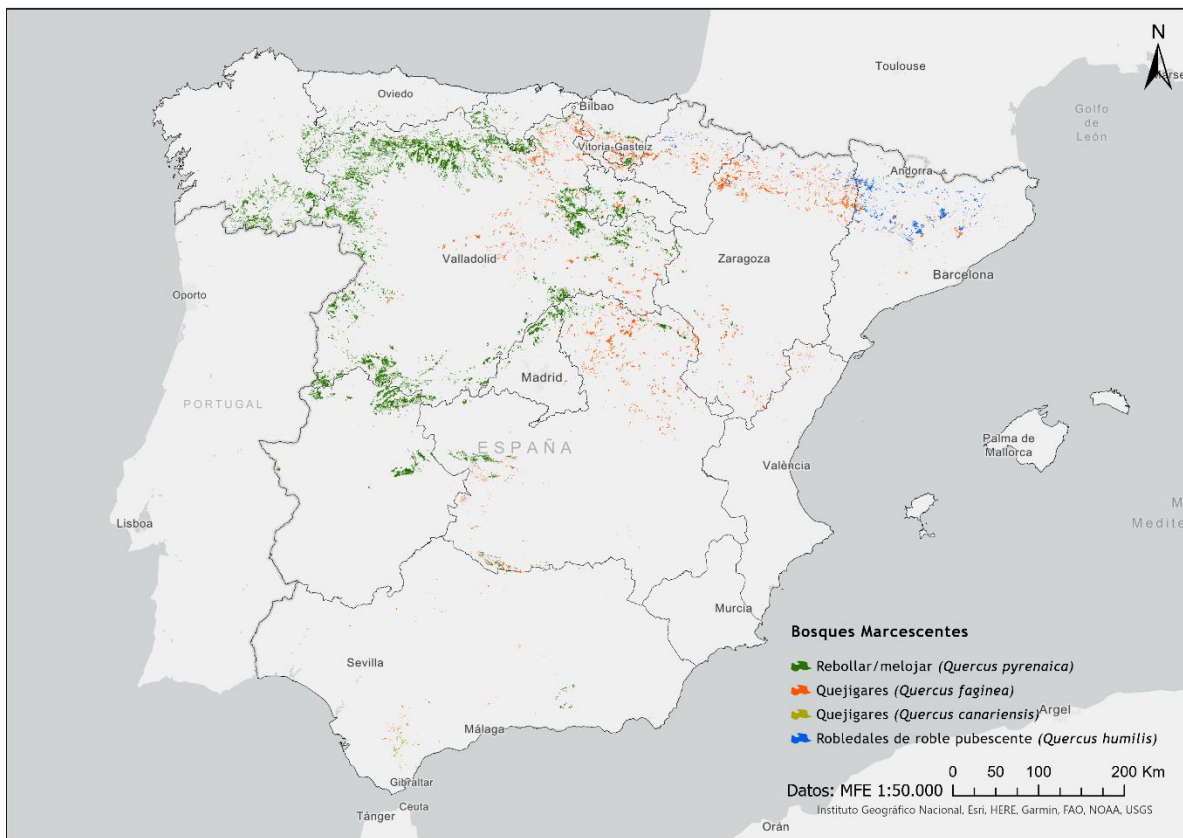 N
Toulouse
Marse
Golfo
de
León
Oviedo
Bilbao
Vitoria-Gasteiz
Andorra
Valladolid
Zaragoza
Barcelona
Oporto
Madrid
PORTUGAL
ESPAÑA
Palma de
Mallorca
València
Lisboa
M
Medite
Murcia
Sevilla
Málaga
Gibraltar
Ceuta
Tánger
Bosques Marcescentes
Rebollar/melojar (Quercus pyrenaica)
Quejigares (Quercus faginea)
Quejigares (Quercus canariensis)
Argel
Robledales de roble pubescente (Quercus humilis)
0 50 100 200 Km
Datos: MFE 1:50.000
Instituto Geográfico Nacional, Esri, HERE, Garmin, FAO, NOAA, USGS
Orán